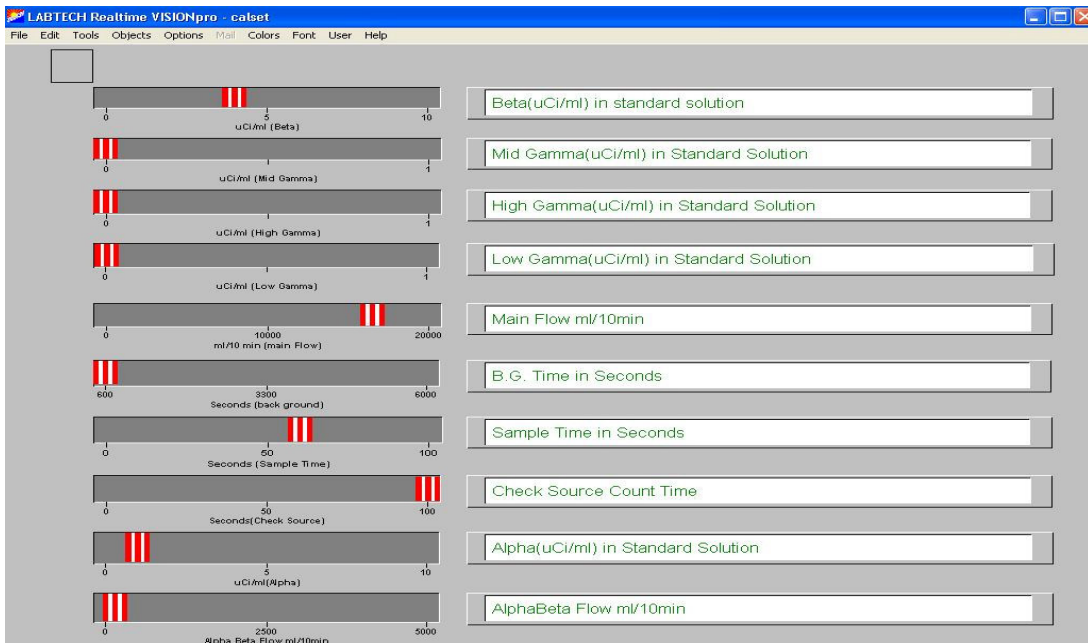 LABTECH Realtime VISIONpro - calset
File Edit Tools Objects Options Mail Colors Font User Help
Beta(uCi/ml) in standard solution
0 5 10
uCi/ml (Beta)
Mid Gamma(uCi/ml) in Standard Solution
0 1
uCi/ml (Mid Gamma)
High Gamma(uCi/ml) in Standard Solution
0 1
uCi/ml (High Gamma)
Low Gamma(uCi/ml) in Standard Solution
0 1
uCi/ml (Low Gamma)
Main Flow ml/10min
0 10000 20000
ml/10 min (main Flow)
B.G. Time in Seconds
600 3300 6000
Seconds (back ground)
Sample Time in Seconds
0 50 100
Seconds (Sample Time)
Check Source Count Time
0 50 100
Seconds(Check Source)
Alpha(uCi/ml) in Standard Solution
0 5 10
uCi/ml(Alpha)
AlphaBeta Flow ml/10min
0 2500 5000
Alpha Beta Flow ml/10min